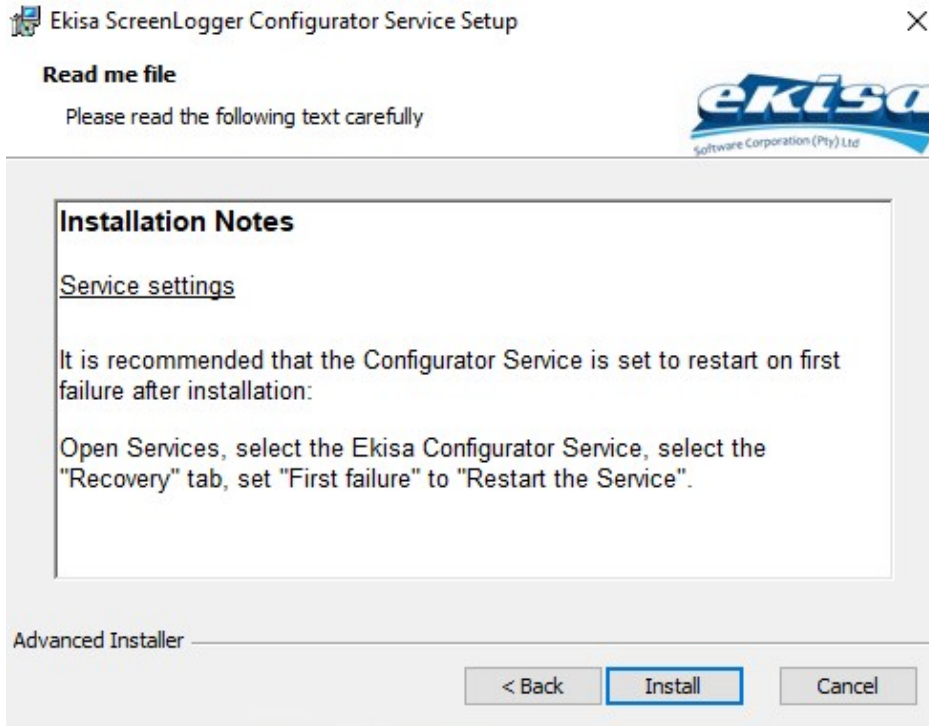 Ekisa ScreenLogger Configurator Service Setup
Read me file
Please read the following text carefully
ekisa
Software Corporation (Pty) Ltd
Installation Notes
Service settings
It is recommended that the Configurator Service is set to restart on first
failure after installation:
Open Services, select the Ekisa Configurator Service, select the
"Recovery" tab, set "First failure" to "Restart the Service".
Advanced Installer
< Back
Install
Cancel